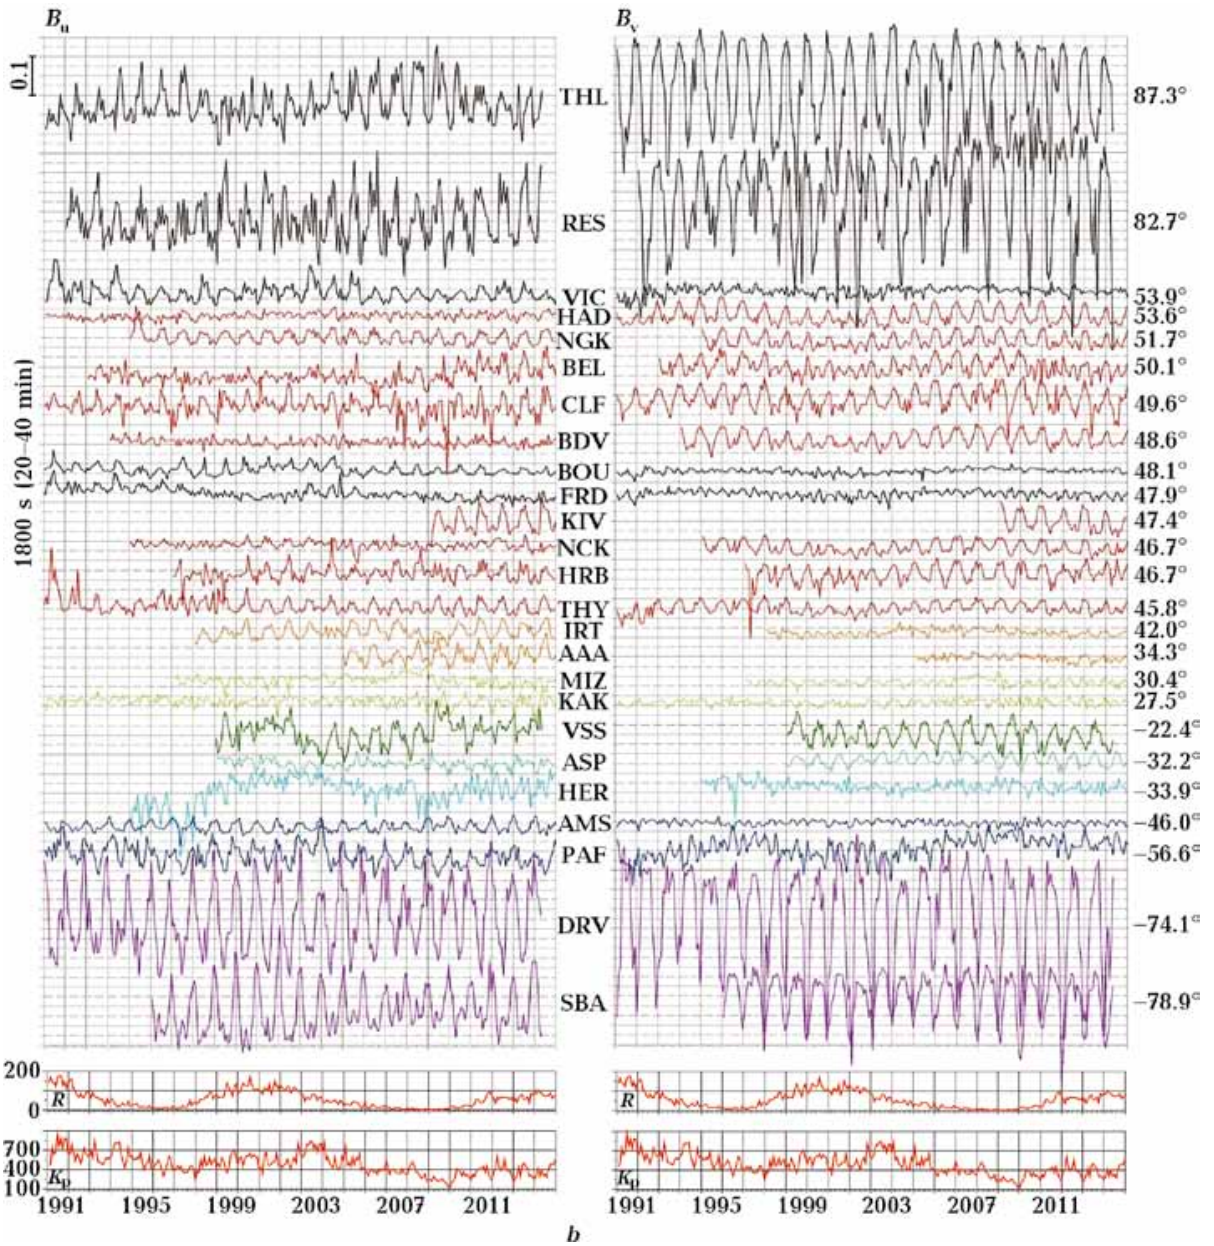 B_u B_v
0.1
THL 87.3°
RES 82.7°
VIC 53.9°
HAD 53.6°
NGK 51.7°
BEL 50.1°
CLF 49.6°
BDV 48.6°
BOU 48.1°
FRD 47.9°
KIV 47.4°
NCK 46.7°
HRB 46.7°
THY 45.8°
IRT 42.0°
AAA 34.3°
MIZ 30.4°
KAK 27.5°
VSS −22.4°
ASP −32.2°
HER −33.9°
AMS −46.0°
PAF −56.6°
DRV −74.1°
SBA −78.9°
1800 s (20–40 min)
200
0
R R
700
400
100
K_p K_p
1991 1995 1999 2003 2007 2011 1991 1995 1999 2003 2007 2011
b